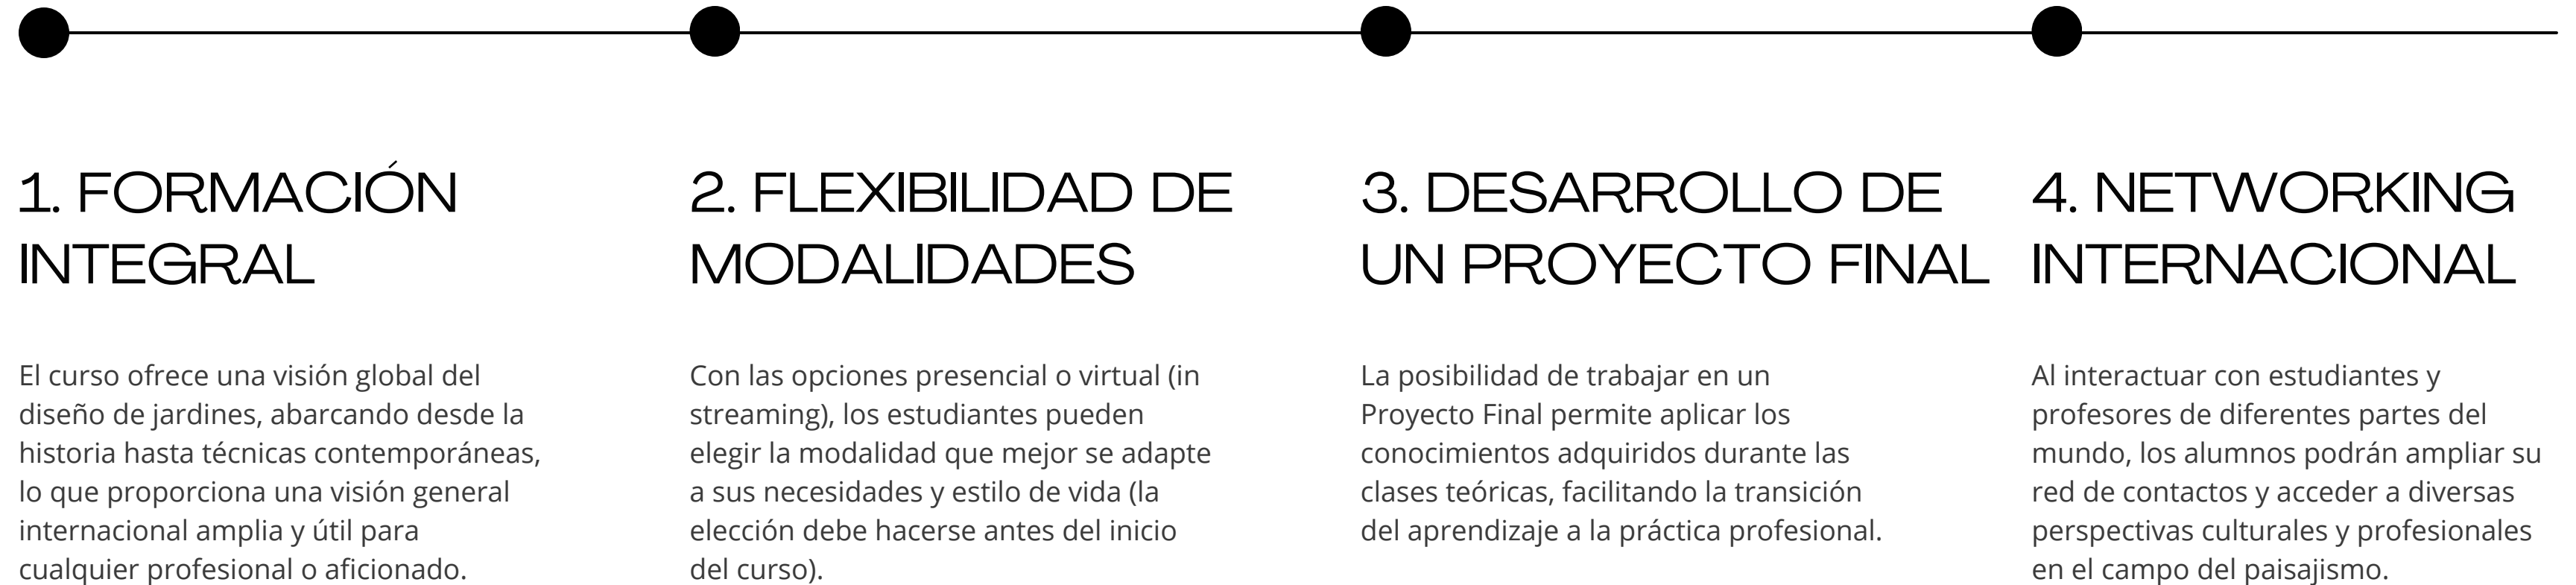 1. FORMACIÓN
INTEGRAL
El curso ofrece una visión global del
diseño de jardines, abarcando desde la
historia hasta técnicas contemporáneas,
lo que proporciona una visión general
internacional amplia y útil para
cualquier profesional o aficionado.
2. FLEXIBILIDAD DE
MODALIDADES
Con las opciones presencial o virtual (in
streaming), los estudiantes pueden
elegir la modalidad que mejor se adapte
a sus necesidades y estilo de vida (la
elección debe hacerse antes del inicio
del curso).
3. DESARROLLO DE
UN PROYECTO FINAL
La posibilidad de trabajar en un
Proyecto Final permite aplicar los
conocimientos adquiridos durante las
clases teóricas, facilitando la transición
del aprendizaje a la práctica profesional.
4. NETWORKING
INTERNACIONAL
Al interactuar con estudiantes y
profesores de diferentes partes del
mundo, los alumnos podrán ampliar su
red de contactos y acceder a diversas
perspectivas culturales y profesionales
en el campo del paisajismo.